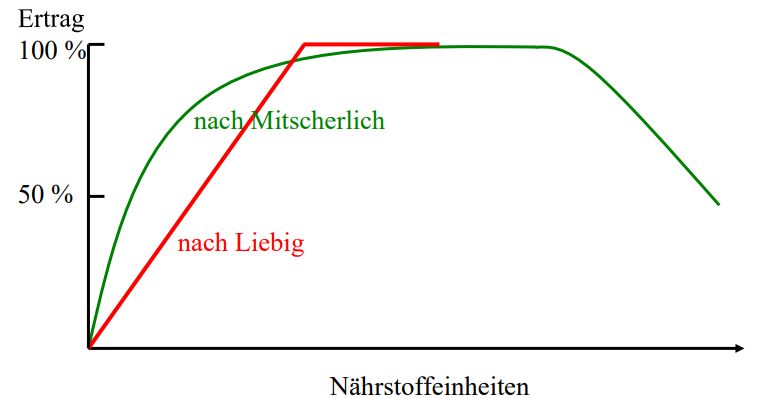 Ertrag
100 %
nach Mitscherlich
50 %
nach Liebig
Nährstoffeinheiten